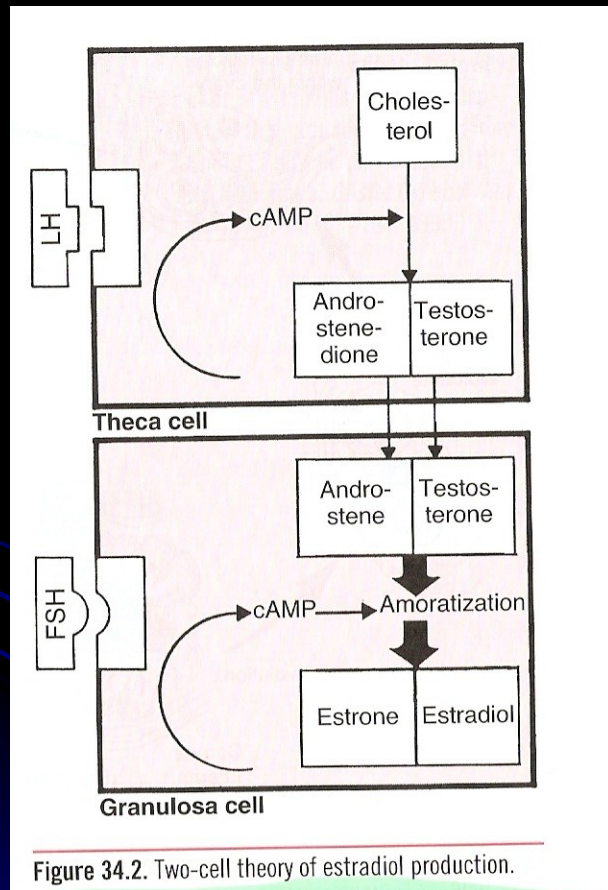 Choles-
terol
LH
cAMP
Andro-
stene-
dione
Testos-
terone
Theca cell
Andro-
stene
Testos-
terone
FSH
cAMP
Amoratization
Estrone
Estradiol
Granulosa cell
Figure 34.2. Two-cell theory of estradiol production.